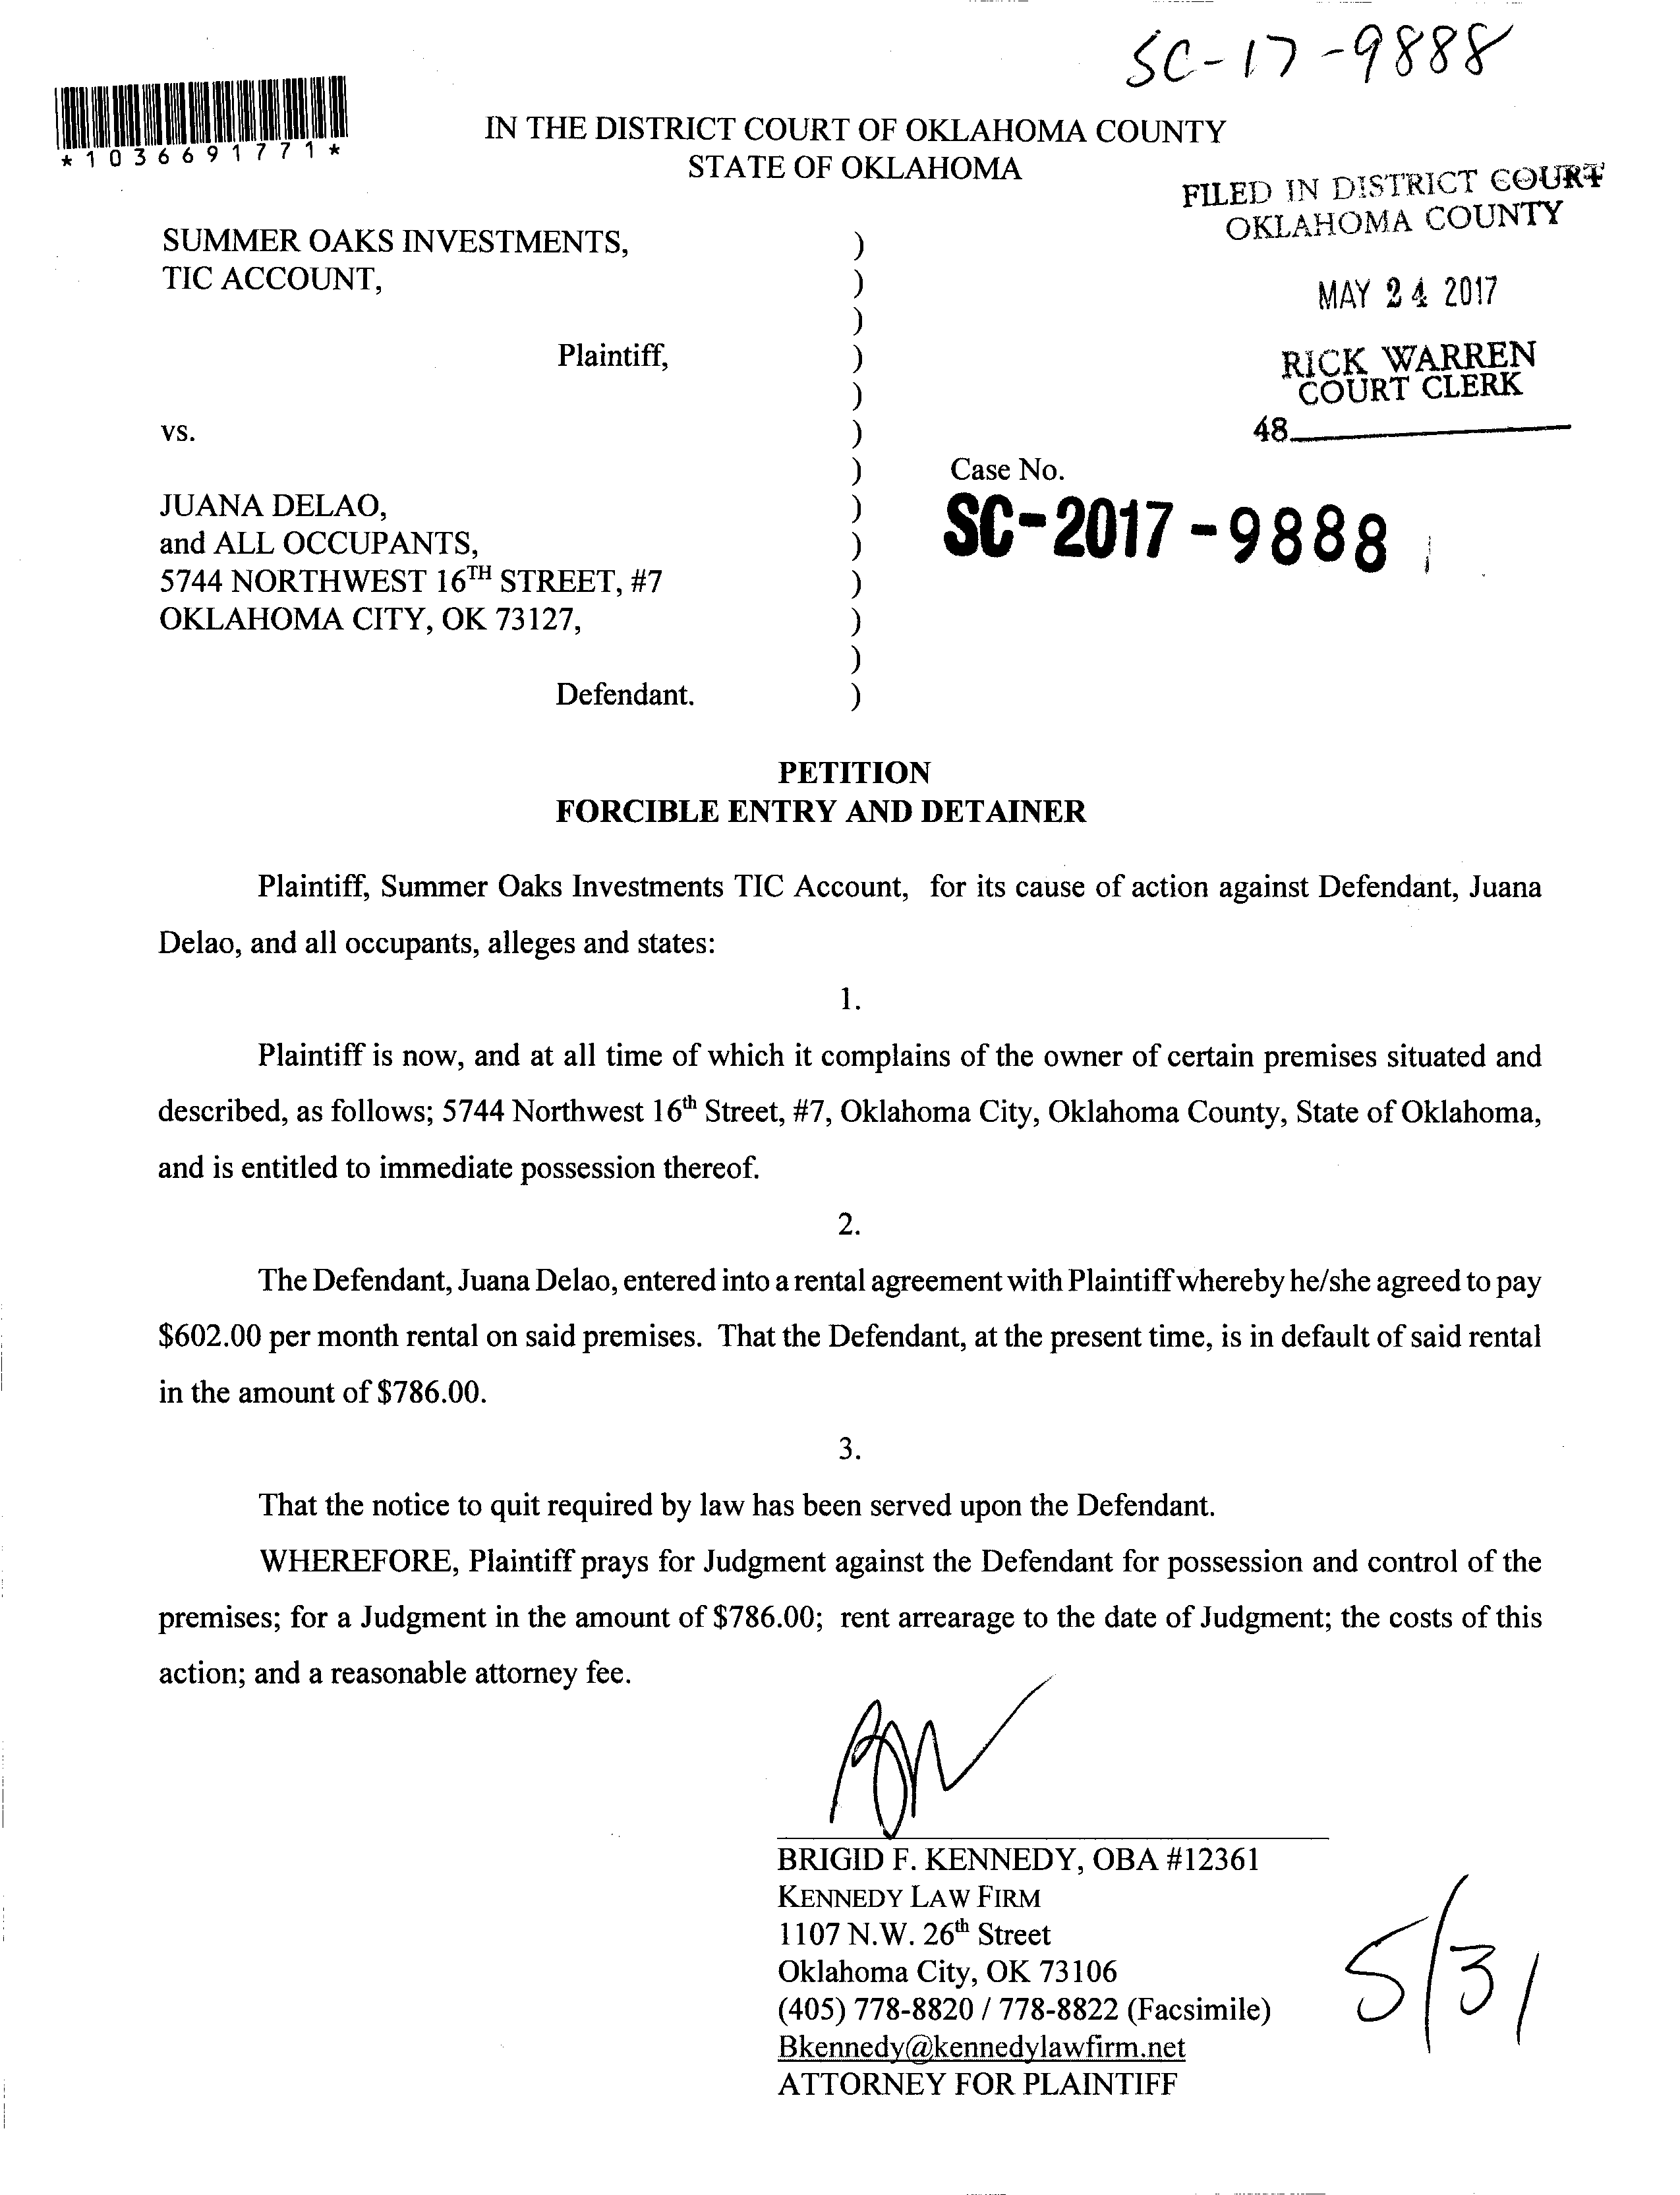 SC-17-9888
*1036691771*
IN THE DISTRICT COURT OF OKLAHOMA COUNTY
STATE OF OKLAHOMA
FILED IN DISTRICT COURT
OKLAHOMA COUNTY
MAY 24 2017
RICK WARREN
COURT CLERK
48
SUMMER OAKS INVESTMENTS, )
TIC ACCOUNT, )
)
Plaintiff, )
)
vs. )
) Case No.
JUANA DELAO, ) SC-2017-9888
and ALL OCCUPANTS, )
5744 NORTHWEST 16TH STREET, #7 )
OKLAHOMA CITY, OK 73127, )
)
Defendant. )
PETITION
FORCIBLE ENTRY AND DETAINER
Plaintiff, Summer Oaks Investments TIC Account, for its cause of action against Defendant, Juana
Delao, and all occupants, alleges and states:
1.
Plaintiff is now, and at all time of which it complains of the owner of certain premises situated and
described, as follows; 5744 Northwest 16th Street, #7, Oklahoma City, Oklahoma County, State of Oklahoma,
and is entitled to immediate possession thereof.
2.
The Defendant, Juana Delao, entered into a rental agreement with Plaintiff whereby he/she agreed to pay
$602.00 per month rental on said premises. That the Defendant, at the present time, is in default of said rental
in the amount of $786.00.
3.
That the notice to quit required by law has been served upon the Defendant.
WHEREFORE, Plaintiff prays for Judgment against the Defendant for possession and control of the
premises; for a Judgment in the amount of $786.00; rent arrearage to the date of Judgment; the costs of this
action; and a reasonable attorney fee.
BRIGID F. KENNEDY, OBA #12361
KENNEDY LAW FIRM
1107 N.W. 26th Street
Oklahoma City, OK 73106
(405) 778-8820 / 778-8822 (Facsimile)
Bkennedy@kennedylawfirm.net
ATTORNEY FOR PLAINTIFF
5/31